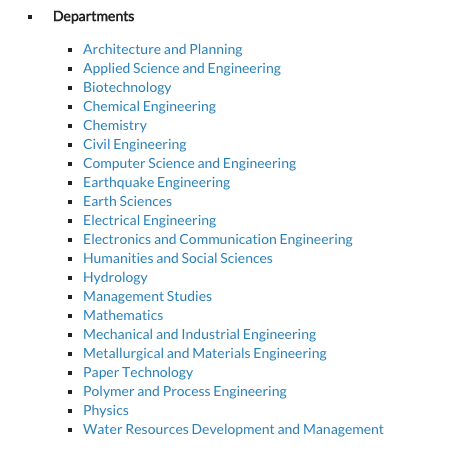 Departments
Architecture and Planning
Applied Science and Engineering
Biotechnology
Chemical Engineering
Chemistry
Civil Engineering
Computer Science and Engineering
Earthquake Engineering
Earth Sciences
Electrical Engineering
Electronics and Communication Engineering
Humanities and Social Sciences
Hydrology
Management Studies
Mathematics
Mechanical and Industrial Engineering
Metallurgical and Materials Engineering
Paper Technology
Polymer and Process Engineering
Physics
Water Resources Development and Management